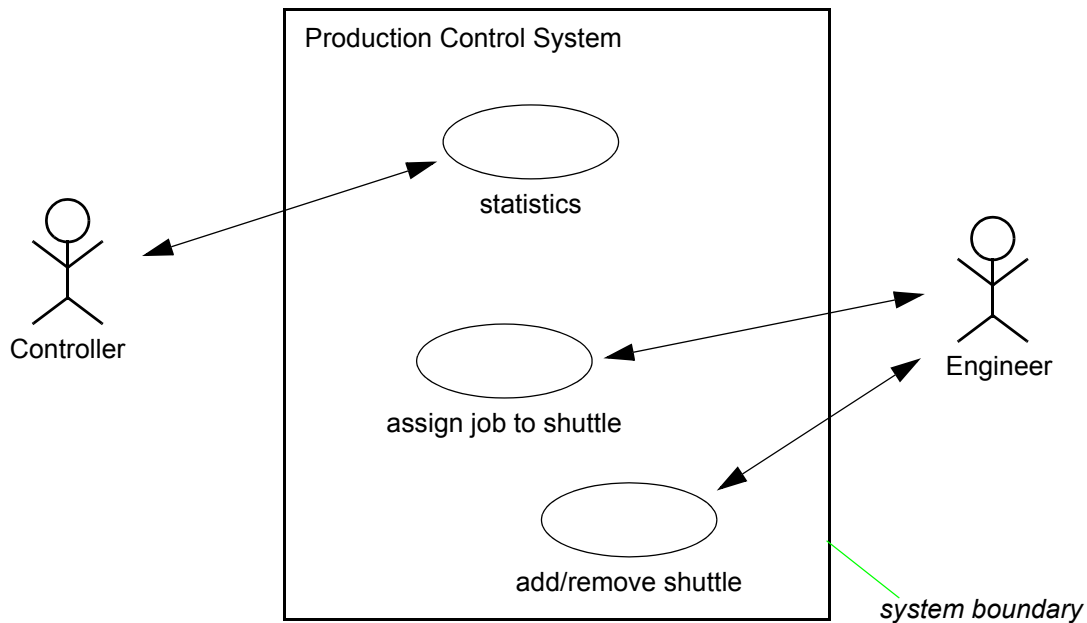 Production Control System
statistics
Controller
Engineer
assign job to shuttle
add/remove shuttle
system boundary